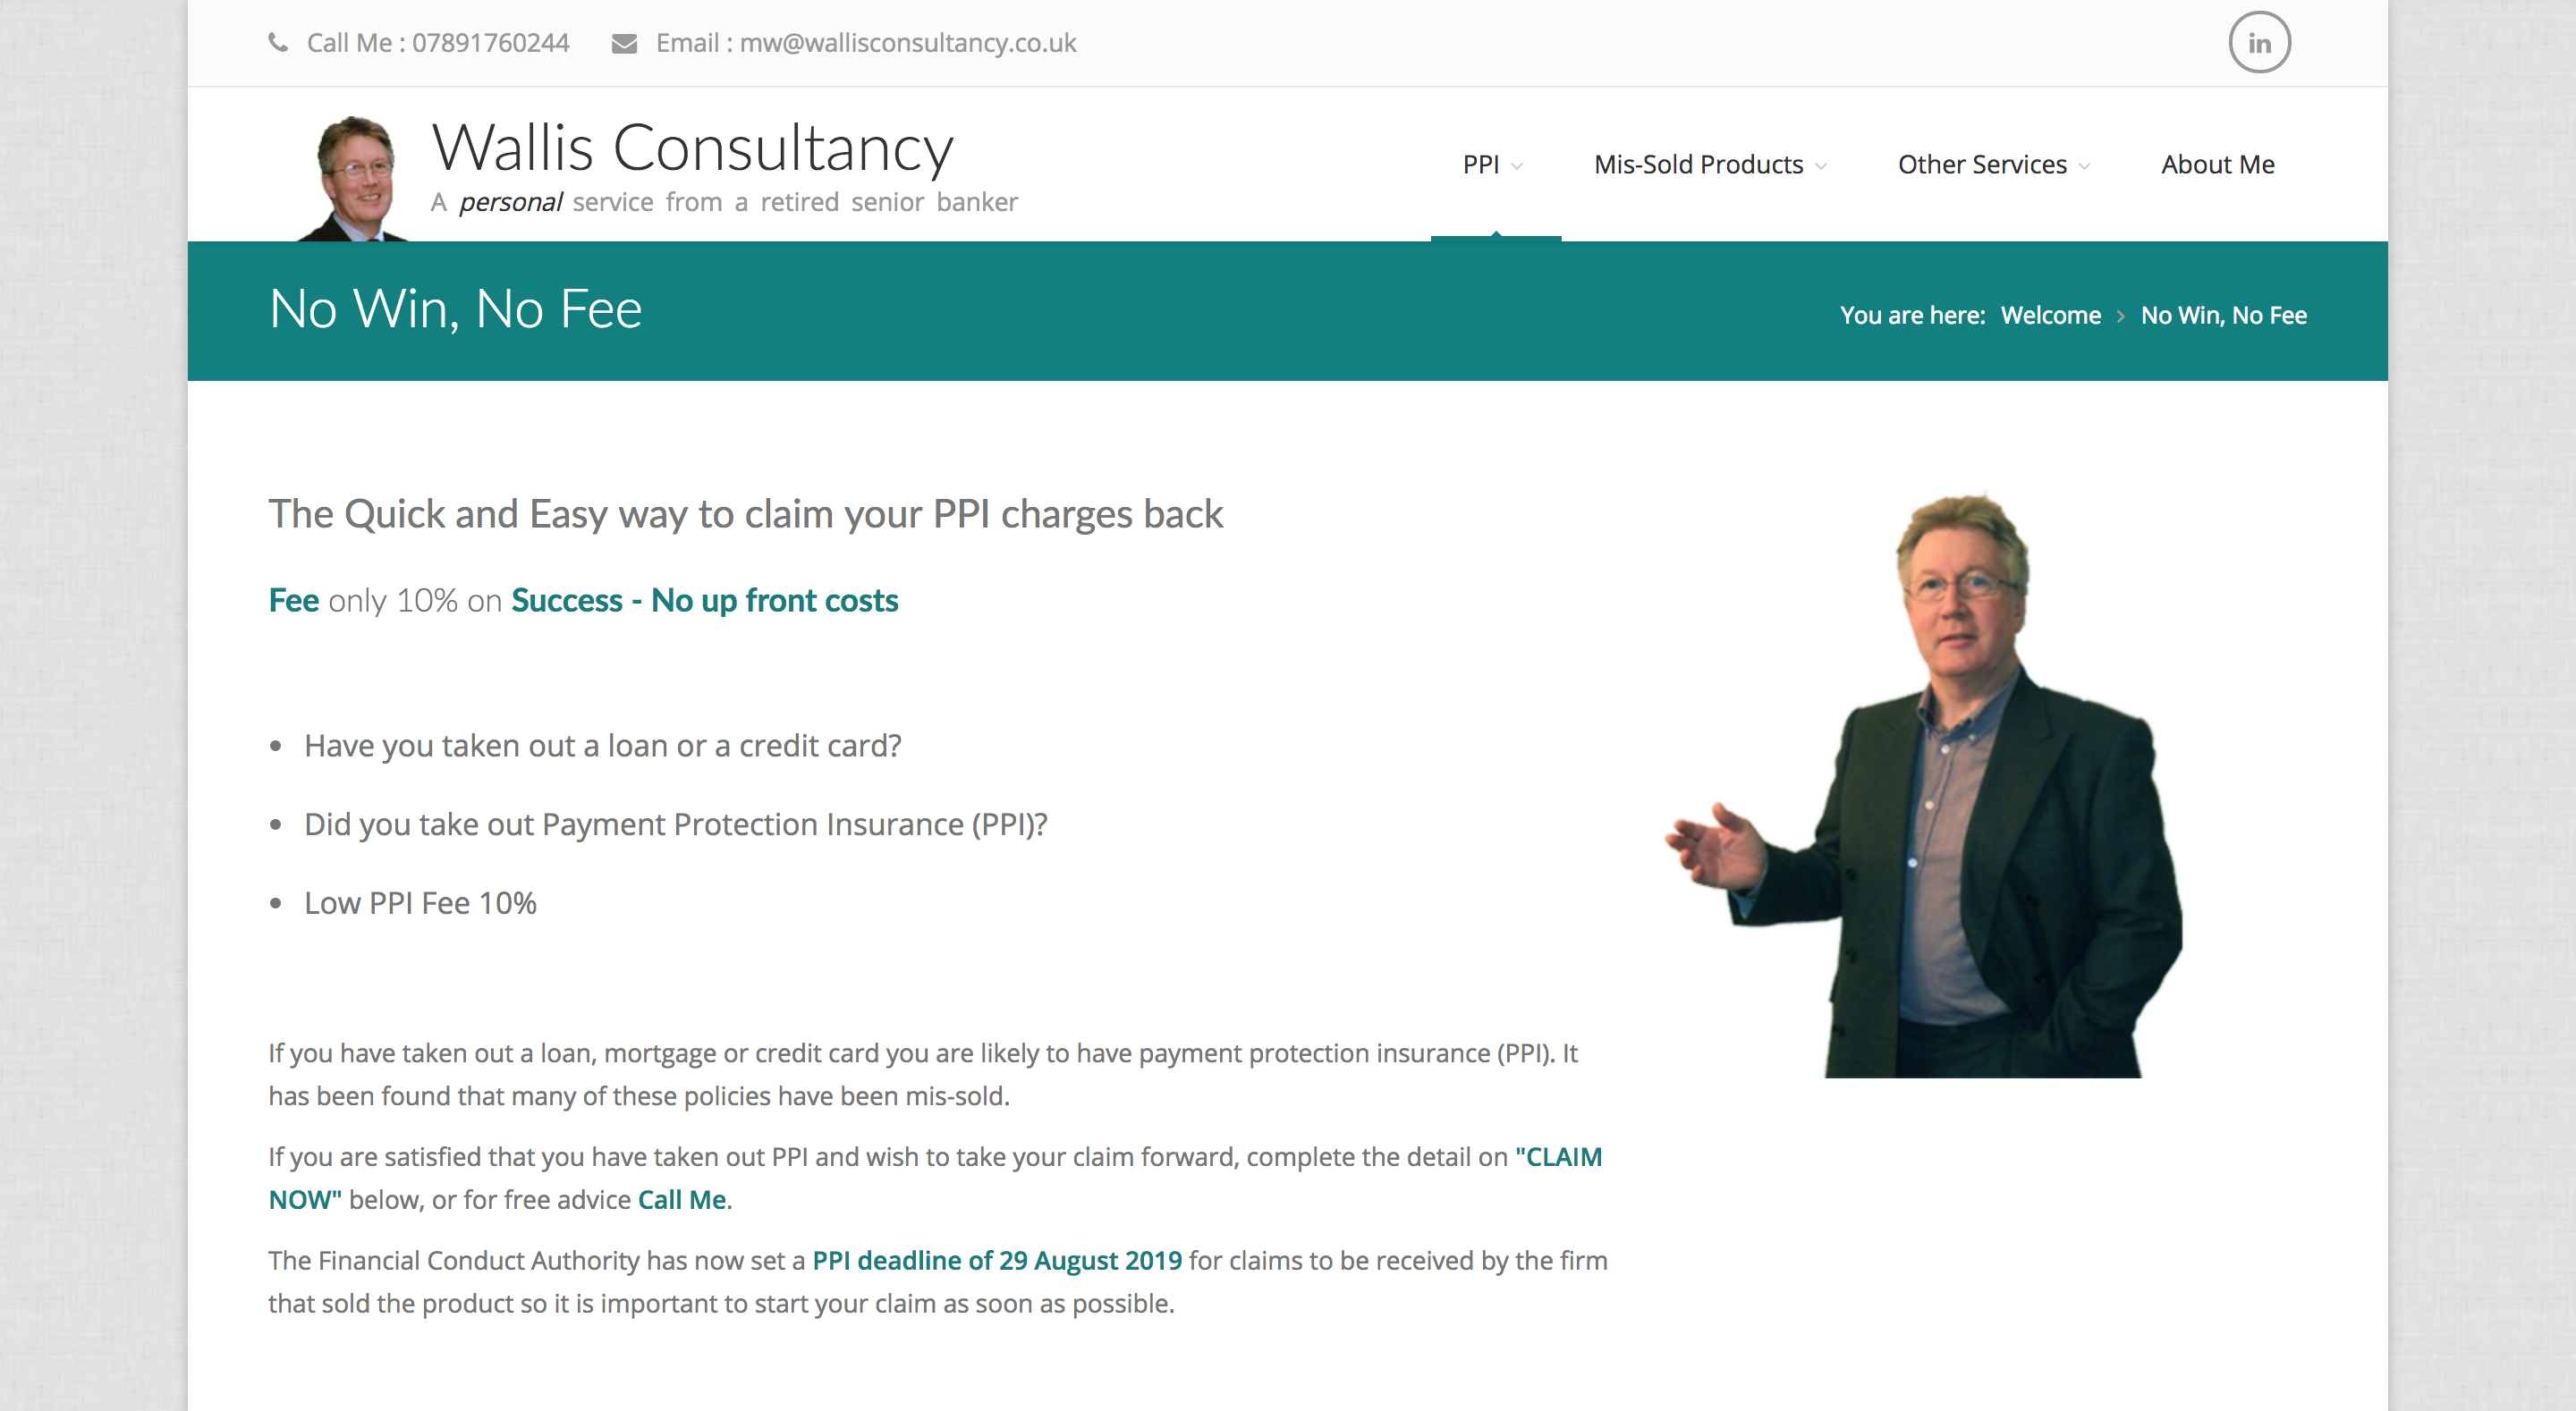 Call Me : 07891760244 Email : mw@wallisconsultancy.co.uk in
Wallis Consultancy
A personal service from a retired senior banker
PPI Mis-Sold Products Other Services About Me
No Win, No Fee
You are here: Welcome > No Win, No Fee
The Quick and Easy way to claim your PPI charges back
Fee only 10% on Success - No up front costs
• Have you taken out a loan or a credit card?
• Did you take out Payment Protection Insurance (PPI)?
• Low PPI Fee 10%
If you have taken out a loan, mortgage or credit card you are likely to have payment protection insurance (PPI). It
has been found that many of these policies have been mis-sold.
If you are satisfied that you have taken out PPI and wish to take your claim forward, complete the detail on "CLAIM
NOW" below, or for free advice Call Me.
The Financial Conduct Authority has now set a PPI deadline of 29 August 2019 for claims to be received by the firm
that sold the product so it is important to start your claim as soon as possible.